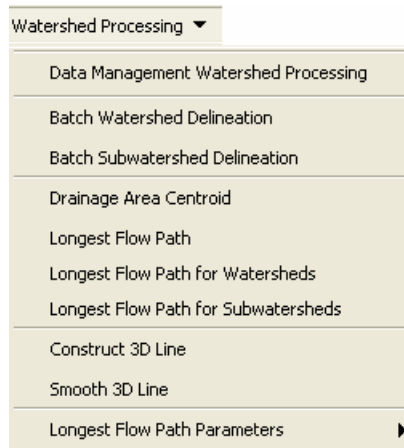 Watershed Processing
Data Management Watershed Processing
Batch Watershed Delineation
Batch Subwatershed Delineation
Drainage Area Centroid
Longest Flow Path
Longest Flow Path for Watersheds
Longest Flow Path for Subwatersheds
Construct 3D Line
Smooth 3D Line
Longest Flow Path Parameters